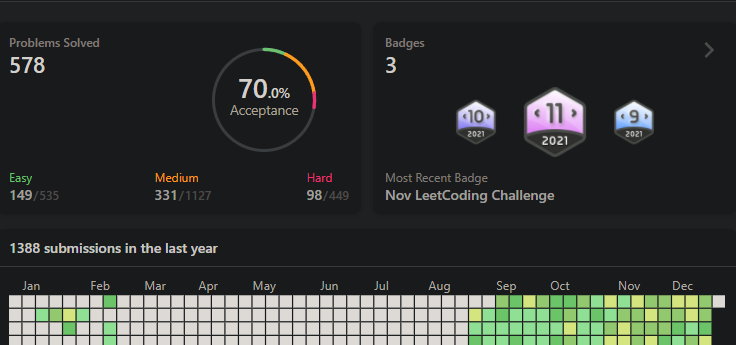 Problems Solved
578
70.0%
Acceptance
Easy
149/535
Medium
331/1127
Hard
98/449
Badges
3
10
2021
11
2021
9
2021
Most Recent Badge
Nov LeetCoding Challenge
1388 submissions in the last year
Jan Feb Mar Apr May Jun Jul Aug Sep Oct Nov Dec